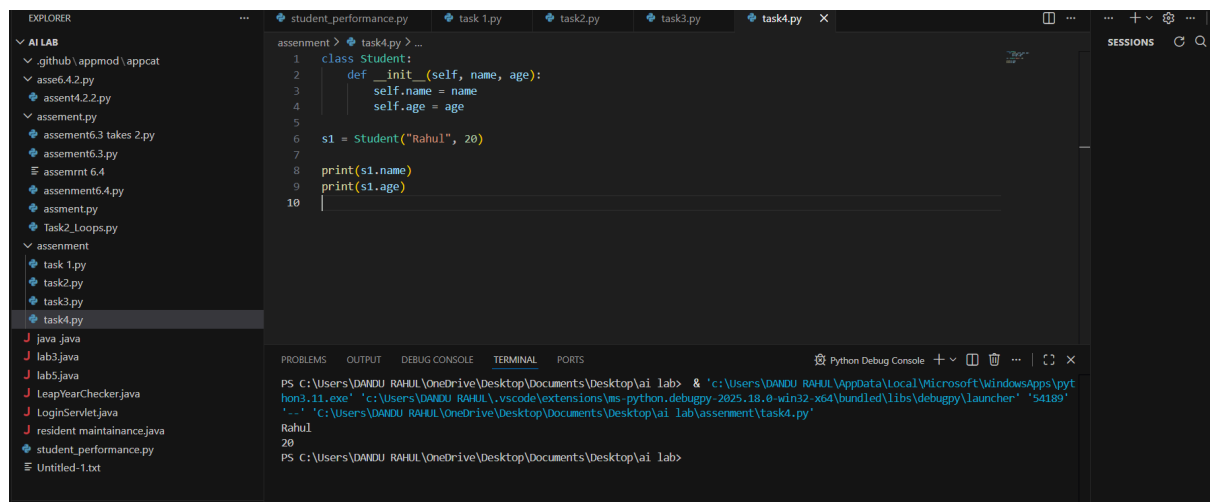 EXPLORER
AI LAB
.github\appmod\appcat
asse6.4.2.py
assent4.2.2.py
assement.py
assement6.3 takes 2.py
assement6.3.py
assemrnt 6.4
assenment6.4.py
assment.py
Task2_Loops.py
assenment
task 1.py
task2.py
task3.py
task4.py
java .java
lab3.java
lab5.java
LeapYearChecker.java
LoginServlet.java
resident maintainance.java
student_performance.py
Untitled-1.txt
student_performance.py task 1.py task2.py task3.py task4.py
assenment > task4.py > ...
1 class Student:
2 def __init__(self, name, age):
3 self.name = name
4 self.age = age
5
6 s1 = Student("Rahul", 20)
7
8 print(s1.name)
9 print(s1.age)
10
PROBLEMS OUTPUT DEBUG CONSOLE TERMINAL PORTS Python Debug Console
PS C:\Users\DANDU RAHUL\OneDrive\Desktop\Documents\Desktop\ai lab> & 'c:\Users\DANDU RAHUL\AppData\Local\Microsoft\WindowsApps\pyt
hon3.11.exe' 'c:\Users\DANDU RAHUL\.vscode\extensions\ms-python.debugpy-2025.18.0-win32-x64\bundled\libs\debugpy\launcher' '54189'
'--' 'C:\Users\DANDU RAHUL\OneDrive\Desktop\Documents\Desktop\ai lab\assenment\task4.py'
Rahul
20
PS C:\Users\DANDU RAHUL\OneDrive\Desktop\Documents\Desktop\ai lab>
SESSIONS